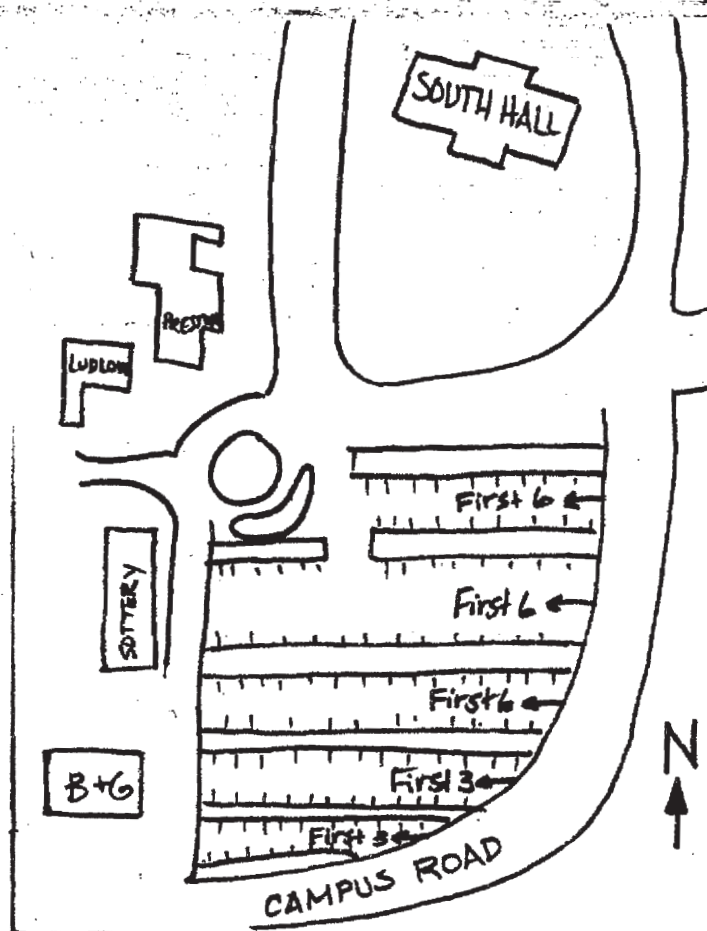 SOUTH HALL
PRESTON
LUDLOW
First 6
First 6
SOTTERY
First 6
N
First 3
B+G
First 3
CAMPUS ROAD